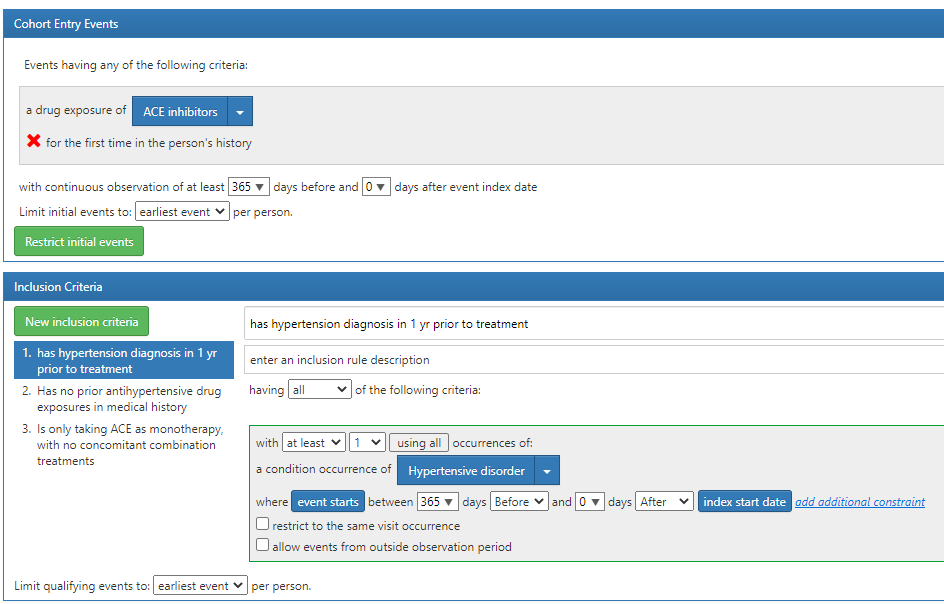 Cohort Entry Events
Events having any of the following criteria:
a drug exposure of ACE inhibitors
for the first time in the person's history
with continuous observation of at least 365 days before and 0 days after event index date
Limit initial events to: earliest event per person.
Restrict initial events
Inclusion Criteria
New inclusion criteria
1. has hypertension diagnosis in 1 yr
prior to treatment
2. Has no prior antihypertensive drug
exposures in medical history
3. Is only taking ACE as monotherapy,
with no concomitant combination
treatments
has hypertension diagnosis in 1 yr prior to treatment
enter an inclusion rule description
having all of the following criteria:
with at least 1 using all occurrences of:
a condition occurrence of Hypertensive disorder
where event starts between 365 days Before and 0 days After index start date add additional constraint
restrict to the same visit occurrence
allow events from outside observation period
Limit qualifying events to: earliest event per person.